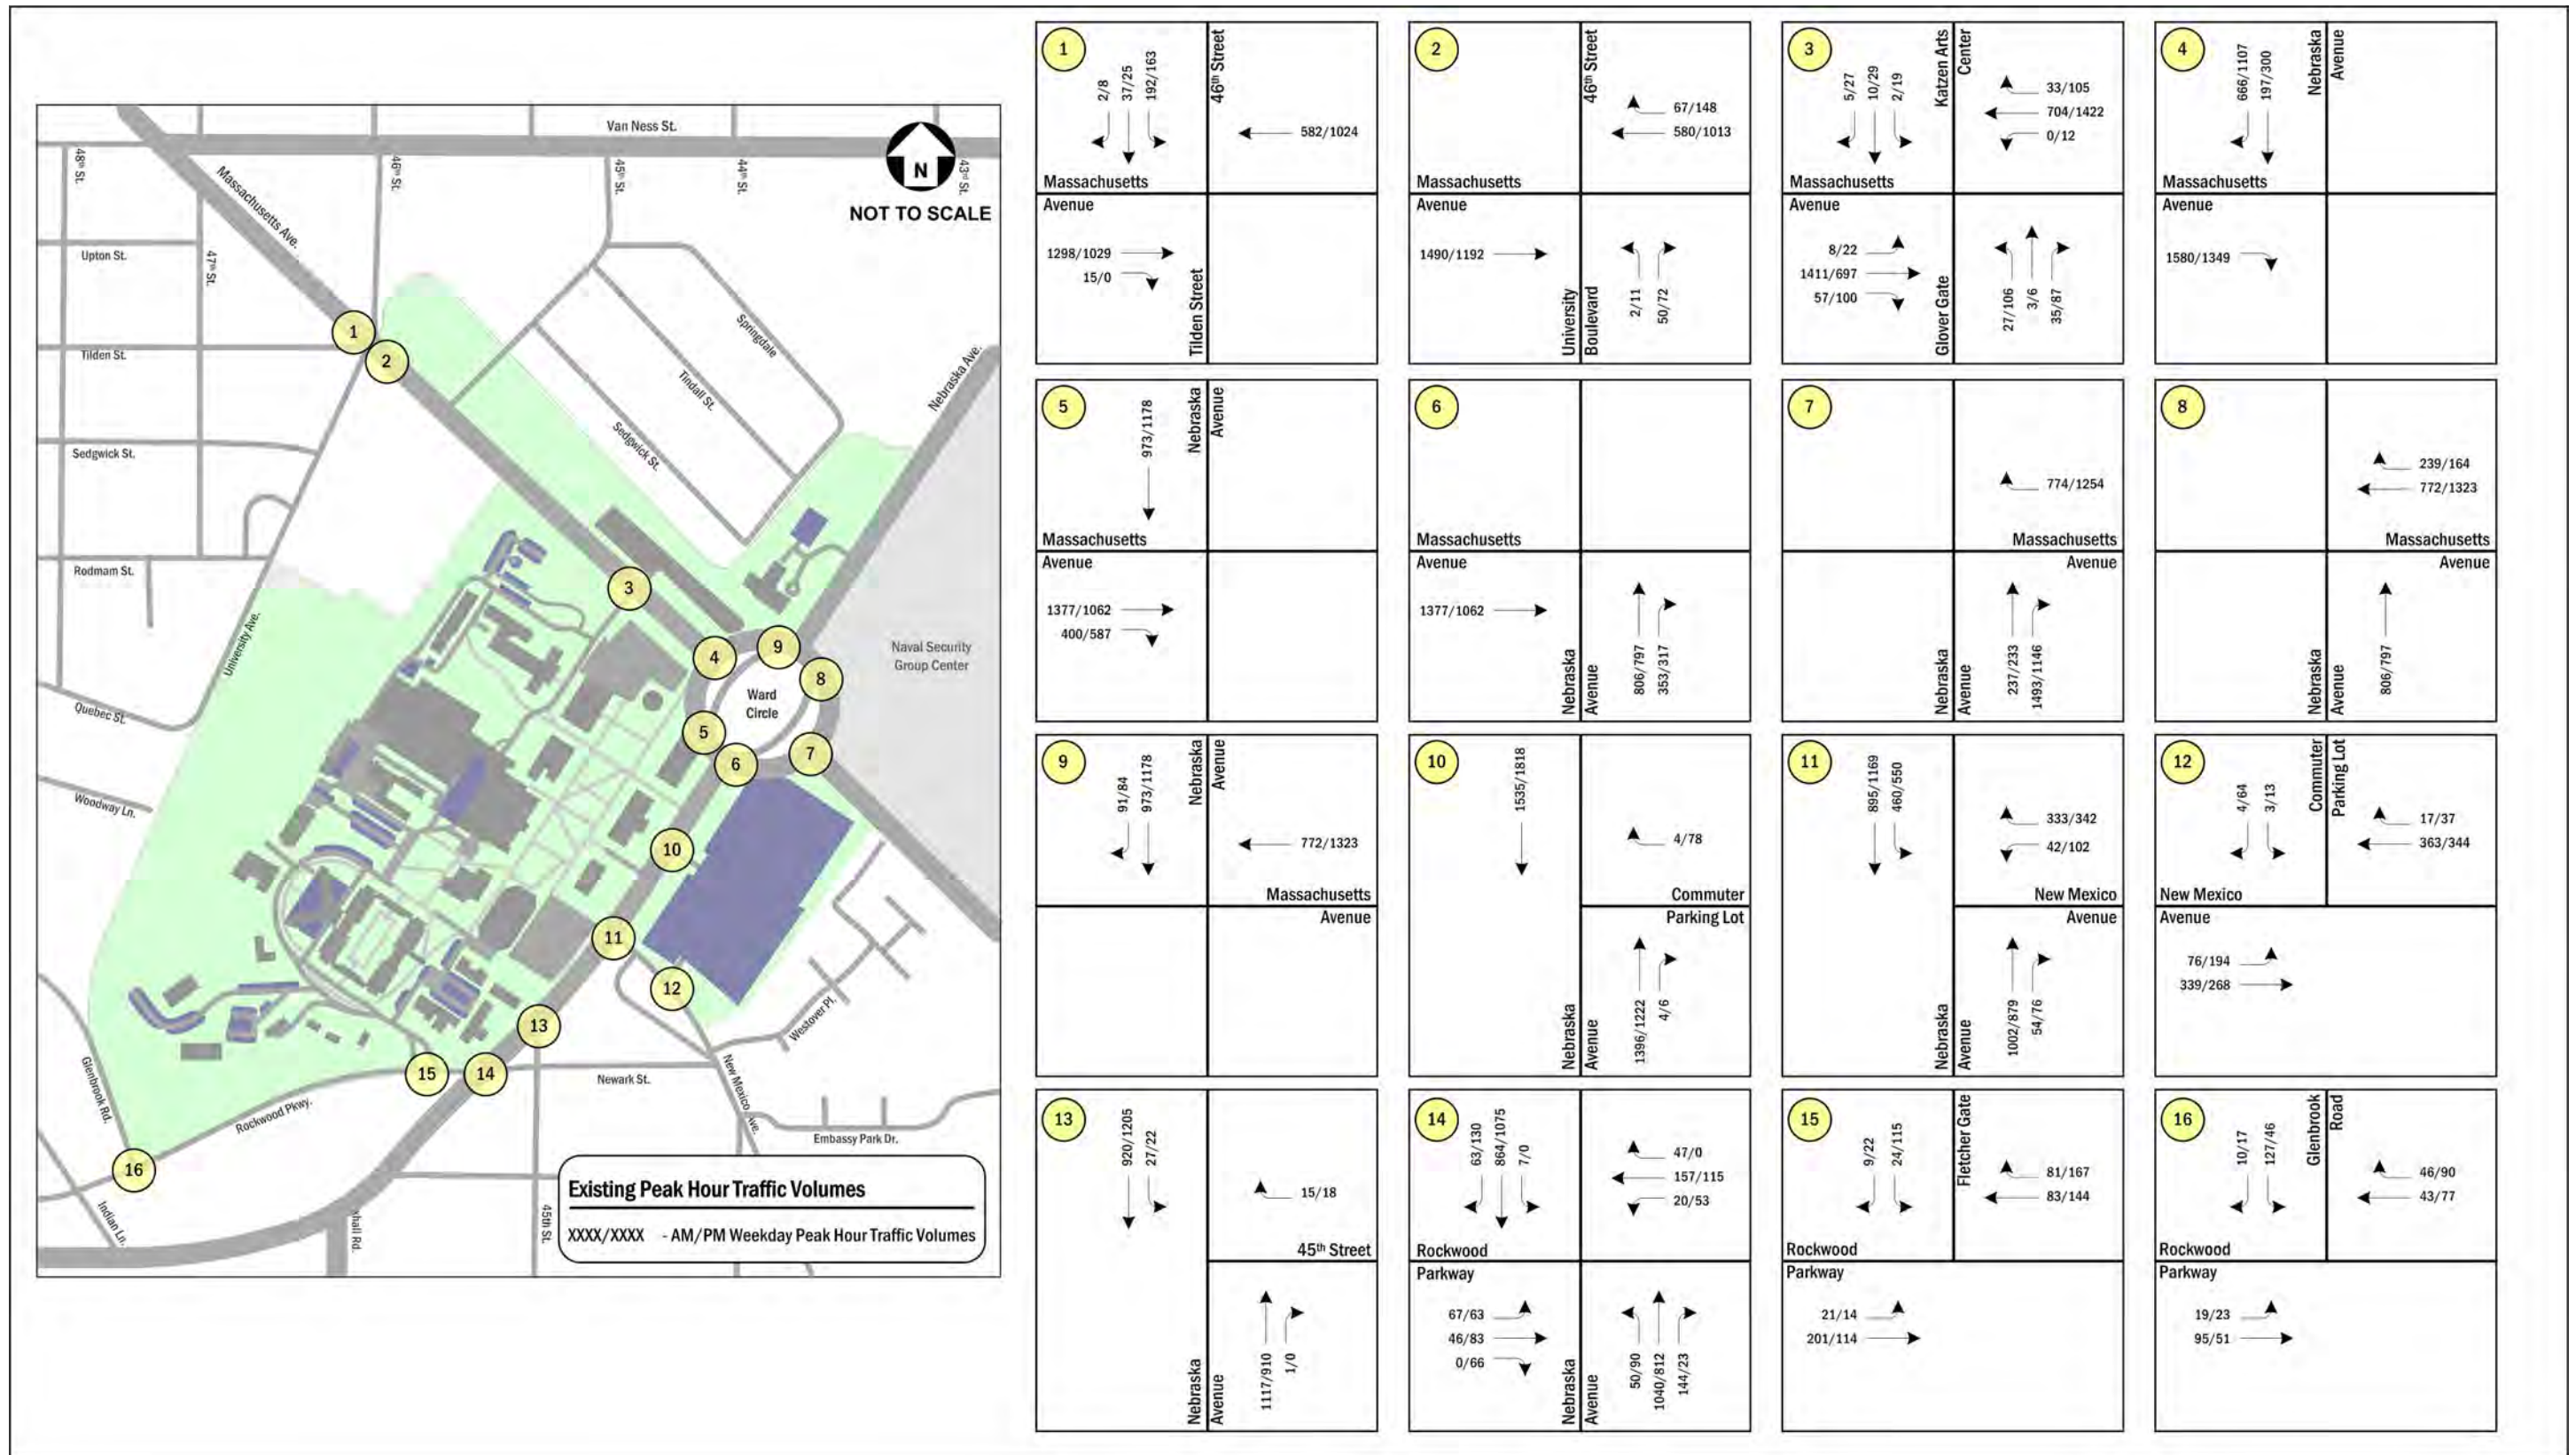 Van Ness St.
48th St.
46th St.
45th St.
44th St.
43rd St.
N
NOT TO SCALE
Massachusetts Ave.
Upton St.
47th St.
1
2
Tilden St.
Springdale
Tindall St.
Sedgwick St.
Nebraska Ave.
Sedgwick St.
Rodmam St.
3
University Ave.
4
9
8
Ward
Circle
5
6
7
Naval Security
Group Center
Quebec St.
Woodway Ln.
10
11
12
Westover Pl.
13
14
15
Newark St.
New Mexico Ave.
Glenbrook Rd.
Rockwood Pkwy.
Embassy Park Dr.
16
Indian Ln.
xhall Rd.
45th St.
Existing Peak Hour Traffic Volumes
XXXX/XXXX - AM/PM Weekday Peak Hour Traffic Volumes
1
2/8
37/25
192/163
46th Street
582/1024
Massachusetts
Avenue
1298/1029
15/0
Tilden Street
2
46th Street
67/148
580/1013
Massachusetts
Avenue
1490/1192
University
Boulevard
2/11
50/72
3
5/27
10/29
2/19
Katzen Arts
Center
33/105
704/1422
0/12
Massachusetts
Avenue
8/22
1411/697
57/100
Glover Gate
27/106
3/6
35/87
4
666/1107
197/300
Nebraska
Avenue
Massachusetts
Avenue
1580/1349
5
973/1178
Nebraska
Avenue
Massachusetts
Avenue
1377/1062
400/587
6
Massachusetts
Avenue
1377/1062
Nebraska
Avenue
806/797
353/317
7
774/1254
Massachusetts
Avenue
Nebraska
Avenue
237/233
1493/1146
8
239/164
772/1323
Massachusetts
Avenue
Nebraska
Avenue
806/797
9
91/84
973/1178
Nebraska
Avenue
772/1323
Massachusetts
Avenue
10
1535/1818
4/78
Commuter
Parking Lot
Nebraska
Avenue
1396/1222
4/6
11
895/1169
460/550
333/342
42/102
New Mexico
Avenue
Nebraska
Avenue
1002/879
54/76
12
4/64
3/13
Commuter
Parking Lot
17/37
363/344
New Mexico
Avenue
76/194
339/268
13
920/1205
27/22
15/18
45th Street
Nebraska
Avenue
1117/910
1/0
14
63/130
864/1075
7/0
47/0
157/115
20/53
Rockwood
Parkway
67/63
46/83
0/66
Nebraska
Avenue
50/90
1040/812
144/23
15
9/22
24/115
Fletcher Gate
81/167
83/144
Rockwood
Parkway
21/14
201/114
16
10/17
127/46
Glenbrook
Road
46/90
43/77
Rockwood
Parkway
19/23
95/51